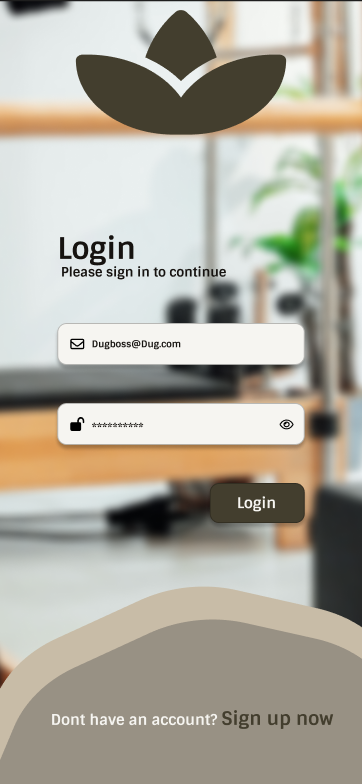 Login
Please sign in to continue
Dugboss@Dug.com
**********
Login
Dont have an account? Sign up now